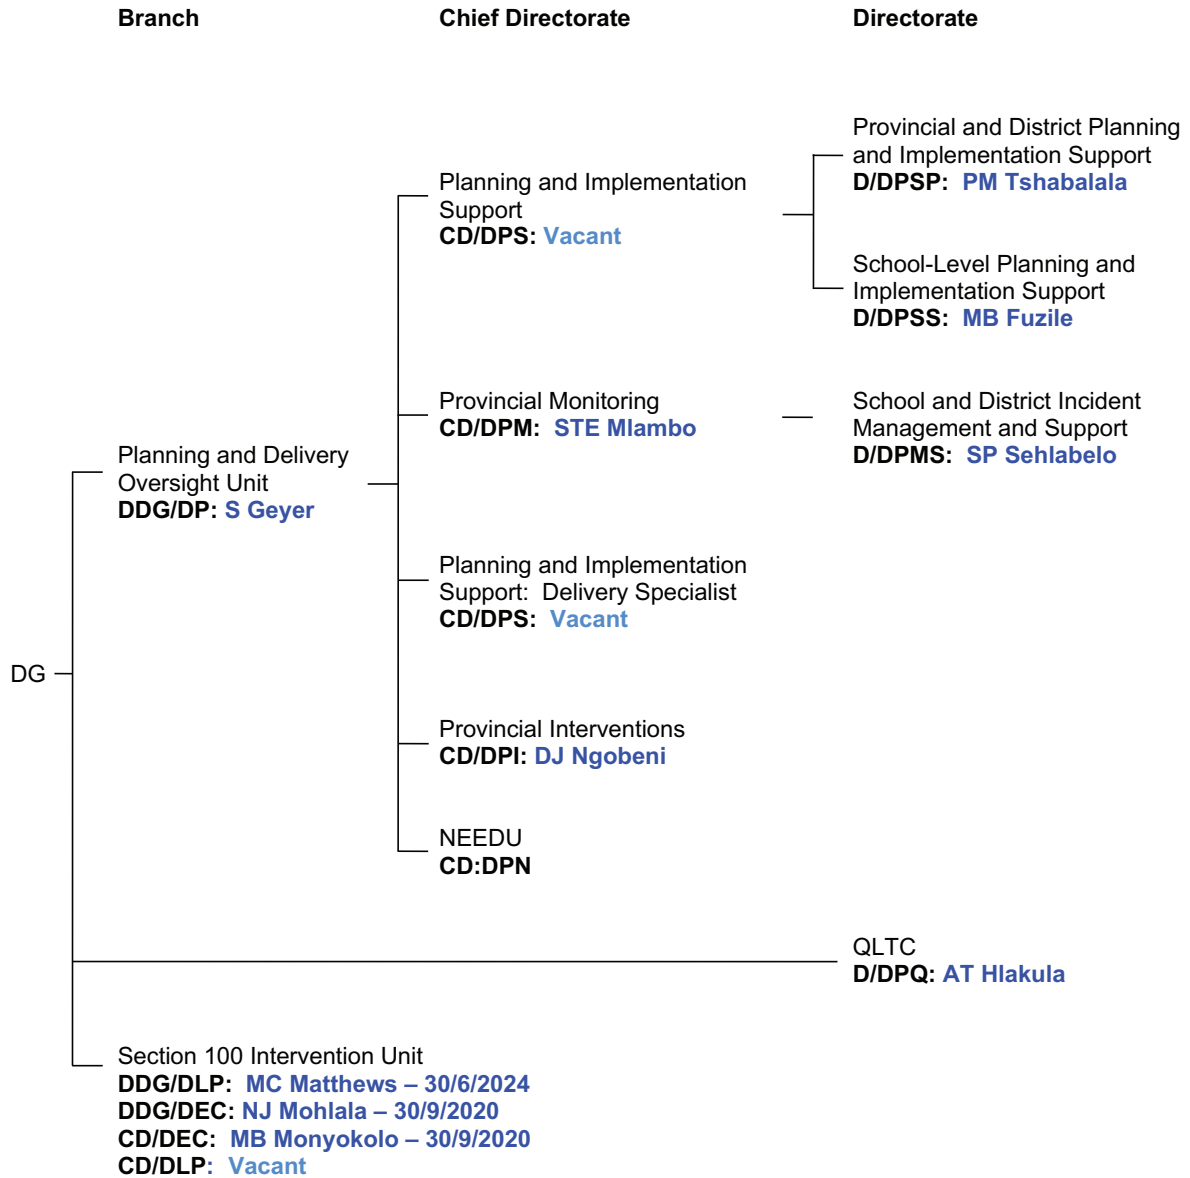 Branch
Chief Directorate
Directorate
Provincial and District Planning
and Implementation Support
D/DPSP: PM Tshabalala
Planning and Implementation
Support
CD/DPS: Vacant
School-Level Planning and
Implementation Support
D/DPSS: MB Fuzile
Provincial Monitoring
CD/DPM: STE Mlambo
School and District Incident
Management and Support
D/DPMS: SP Sehlabelo
Planning and Delivery
Oversight Unit
DDG/DP: S Geyer
Planning and Implementation
Support: Delivery Specialist
CD/DPS: Vacant
DG
Provincial Interventions
CD/DPI: DJ Ngobeni
NEEDU
CD:DPN
QLTC
D/DPQ: AT Hlakula
Section 100 Intervention Unit
DDG/DLP: MC Matthews – 30/6/2024
DDG/DEC: NJ Mohlala – 30/9/2020
CD/DEC: MB Monyokolo – 30/9/2020
CD/DLP: Vacant